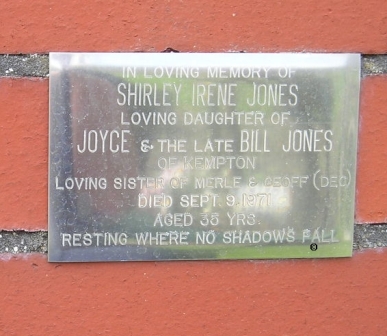 IN LOVING MEMORY OF
SHIRLEY IRENE JONES
LOVING DAUGHTER OF
JOYCE & THE LATE BILL JONES
OF KEMPTON
LOVING SISTER OF MERLE & GEOFF (DEC)
DIED SEPT. 9, 1971
AGED 35 YRS.
RESTING WHERE NO SHADOWS FALL